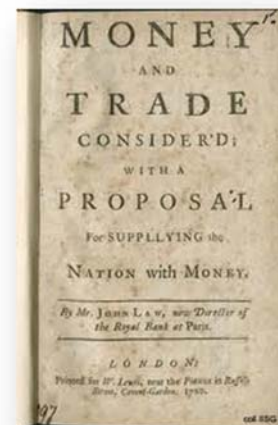 MONEY
AND
TRADE
CONSIDER'D;
WITH A
PROPOSAL
For SUPPLLYING the
NATION with MONEY.
By Mr. JOHN LAW, now Director of
the Royal Bank at Paris.
LONDON:
Printed for W. Lewis, near the Piazza in Russel-
Street, Covent-Garden. 1720.
97